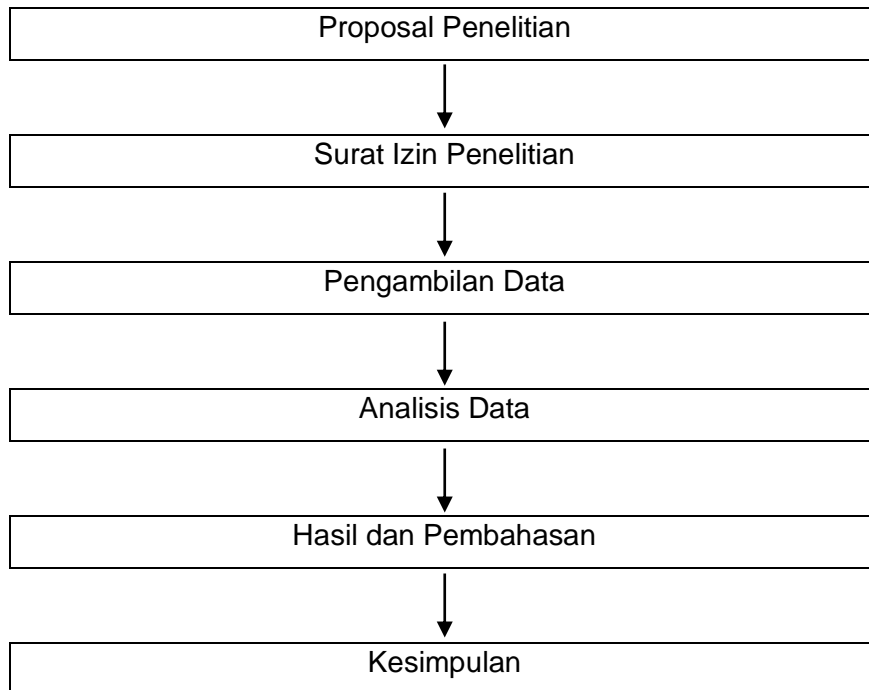 Proposal Penelitian
Surat Izin Penelitian
Pengambilan Data
Analisis Data
Hasil dan Pembahasan
Kesimpulan